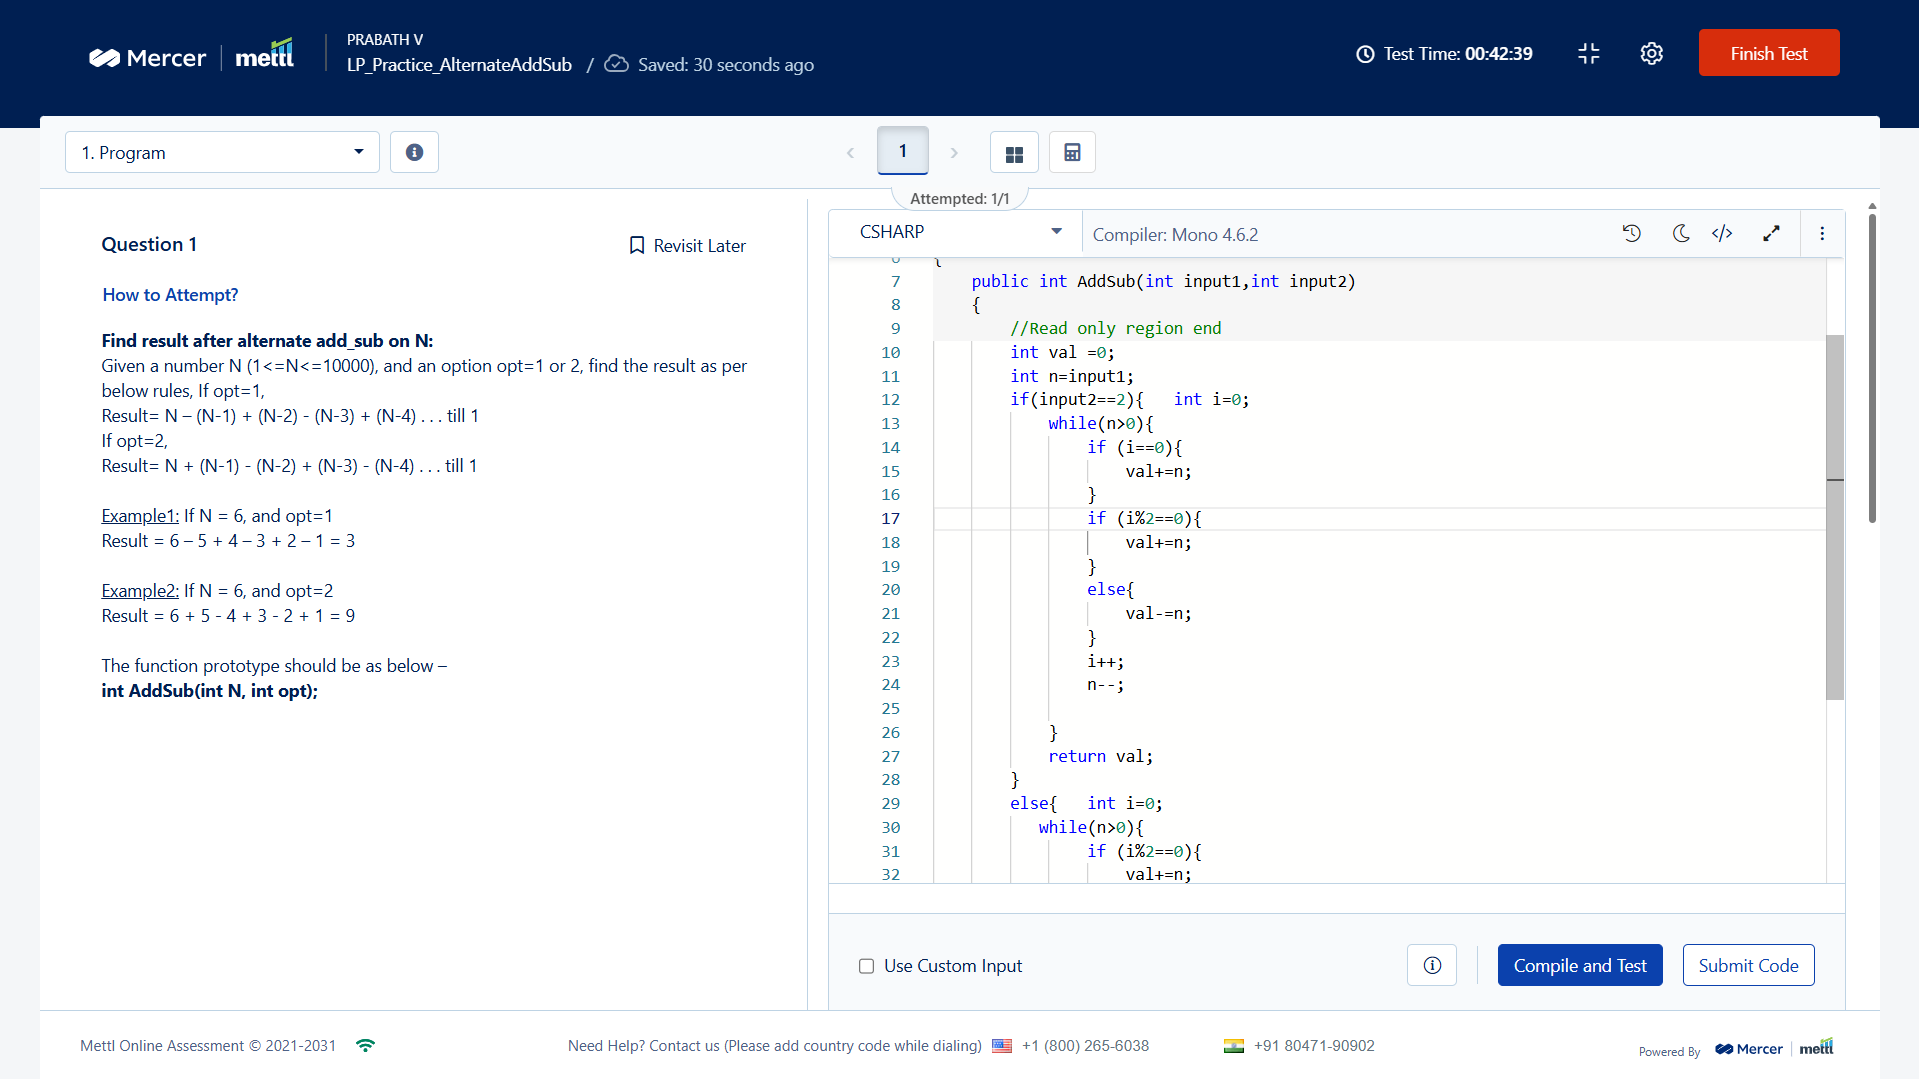 Mercer | mettl
PRABATH V
LP_Practice_AlternateAddSub / Saved: 30 seconds ago
Test Time: 00:42:39
Finish Test
1. Program
1
Attempted: 1/1
Question 1
Revisit Later
How to Attempt?
Find result after alternate add_sub on N:
Given a number N (1<=N<=10000), and an option opt=1 or 2, find the result as per
below rules, If opt=1,
Result= N – (N-1) + (N-2) - (N-3) + (N-4) . . . till 1
If opt=2,
Result= N + (N-1) - (N-2) + (N-3) - (N-4) . . . till 1
Example1: If N = 6, and opt=1
Result = 6 – 5 + 4 – 3 + 2 – 1 = 3
Example2: If N = 6, and opt=2
Result = 6 + 5 - 4 + 3 - 2 + 1 = 9
The function prototype should be as below –
int AddSub(int N, int opt);
CSHARP
Compiler: Mono 4.6.2
6 {
7 public int AddSub(int input1,int input2)
8 {
9 //Read only region end
10 int val =0;
11 int n=input1;
12 if(input2==2){   int i=0;
13 while(n>0){
14 if (i==0){
15 val+=n;
16 }
17 if (i%2==0){
18 val+=n;
19 }
20 else{
21 val-=n;
22 }
23 i++;
24 n--;
25
26 }
27 return val;
28 }
29 else{   int i=0;
30 while(n>0){
31 if (i%2==0){
32 val+=n;
Use Custom Input
Compile and Test
Submit Code
Mettl Online Assessment © 2021-2031
Need Help? Contact us (Please add country code while dialing) +1 (800) 265-6038
+91 80471-90902
Powered By Mercer | mettl